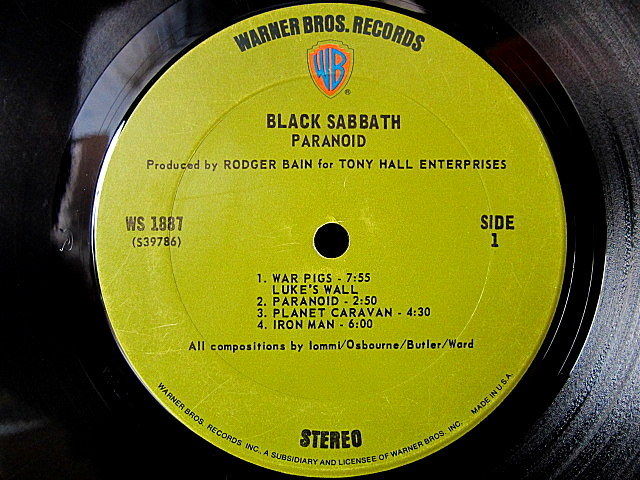 WARNER BROS. RECORDS
WB
®
BLACK SABBATH
PARANOID
Produced by RODGER BAIN for TONY HALL ENTERPRISES
WS 1887
(S39786)
SIDE
1
1. WAR PIGS - 7:55
LUKE'S WALL
2. PARANOID - 2:50
3. PLANET CARAVAN - 4:30
4. IRON MAN - 6:00
All compositions by Iommi/Osbourne/Butler/Ward
STEREO
WARNER BROS. RECORDS INC., A SUBSIDIARY AND LICENSEE OF WARNER BROS. INC. MADE IN U.S.A.